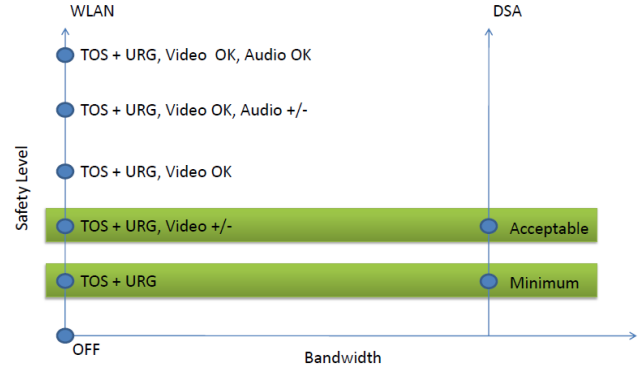 WLAN
DSA
TOS + URG, Video OK, Audio OK
TOS + URG, Video OK, Audio +/-
TOS + URG, Video OK
TOS + URG, Video +/-
Acceptable
TOS + URG
Minimum
OFF
Bandwidth
Safety Level